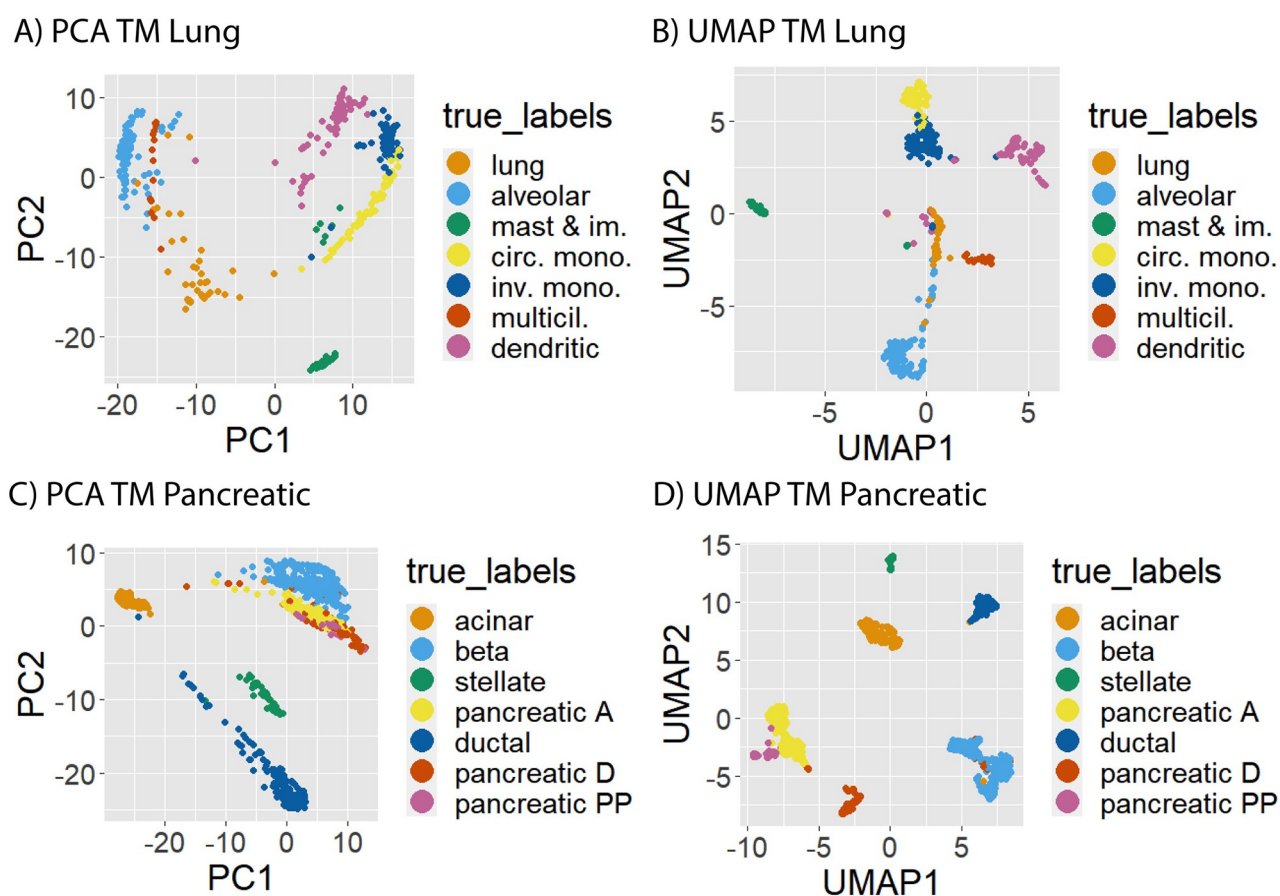 A) PCA TM Lung
10
0
-10
-20
PC2
-20 -10 0 10
PC1
true_labels
lung
alveolar
mast & im.
circ. mono.
inv. mono.
multicil.
dendritic
B) UMAP TM Lung
5
0
-5
UMAP2
-5 0 5
UMAP1
true_labels
lung
alveolar
mast & im.
circ. mono.
inv. mono.
multicil.
dendritic
C) PCA TM Pancreatic
10
0
-10
-20
PC2
-20 -10 0 10
PC1
true_labels
acinar
beta
stellate
pancreatic A
ductal
pancreatic D
pancreatic PP
D) UMAP TM Pancreatic
15
10
5
0
-5
UMAP2
-10 -5 0 5
UMAP1
true_labels
acinar
beta
stellate
pancreatic A
ductal
pancreatic D
pancreatic PP